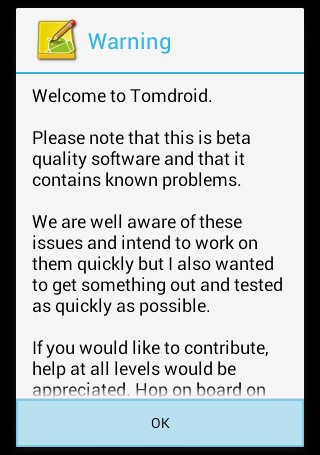 Warning
Welcome to Tomdroid.
Please note that this is beta
quality software and that it
contains known problems.
We are well aware of these
issues and intend to work on
them quickly but I also wanted
to get something out and tested
as quickly as possible.
If you would like to contribute,
help at all levels would be
appreciated. Hop on board on
OK